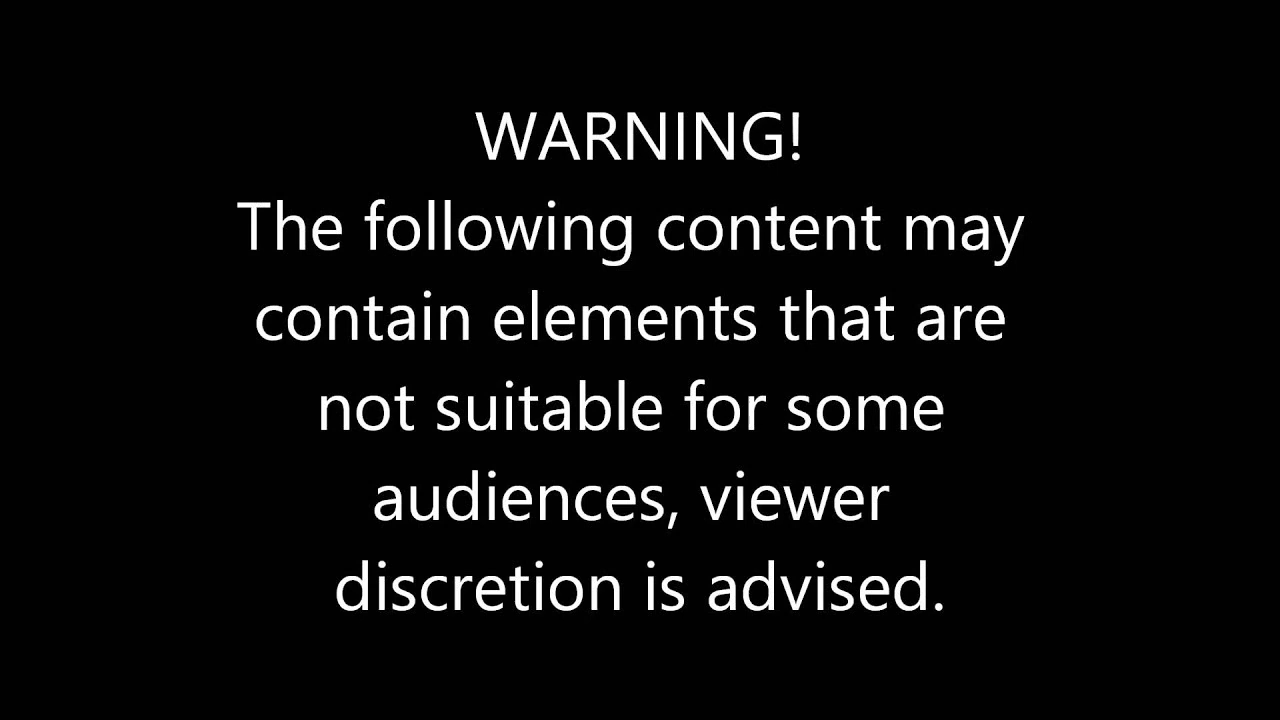 WARNING!
The following content may
contain elements that are
not suitable for some
audiences, viewer
discretion is advised.